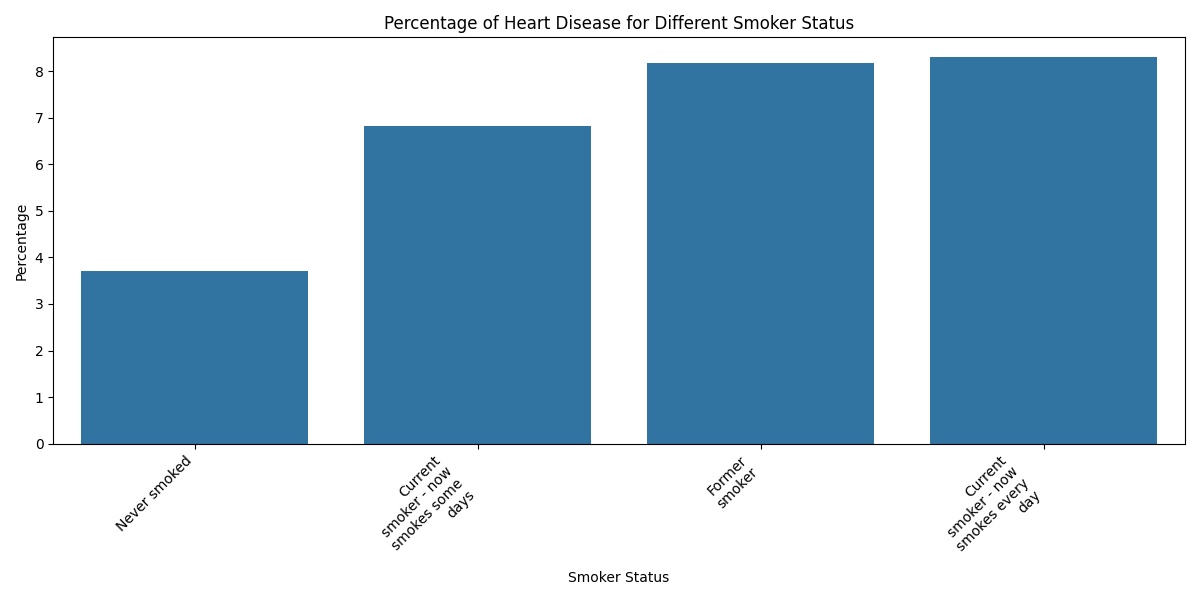 Percentage of Heart Disease for Different Smoker Status
Percentage
8
7
6
5
4
3
2
1
0
Never smoked
Current
smoker - now
smokes some
days
Former
smoker
Current
smoker - now
smokes every
day
Smoker Status